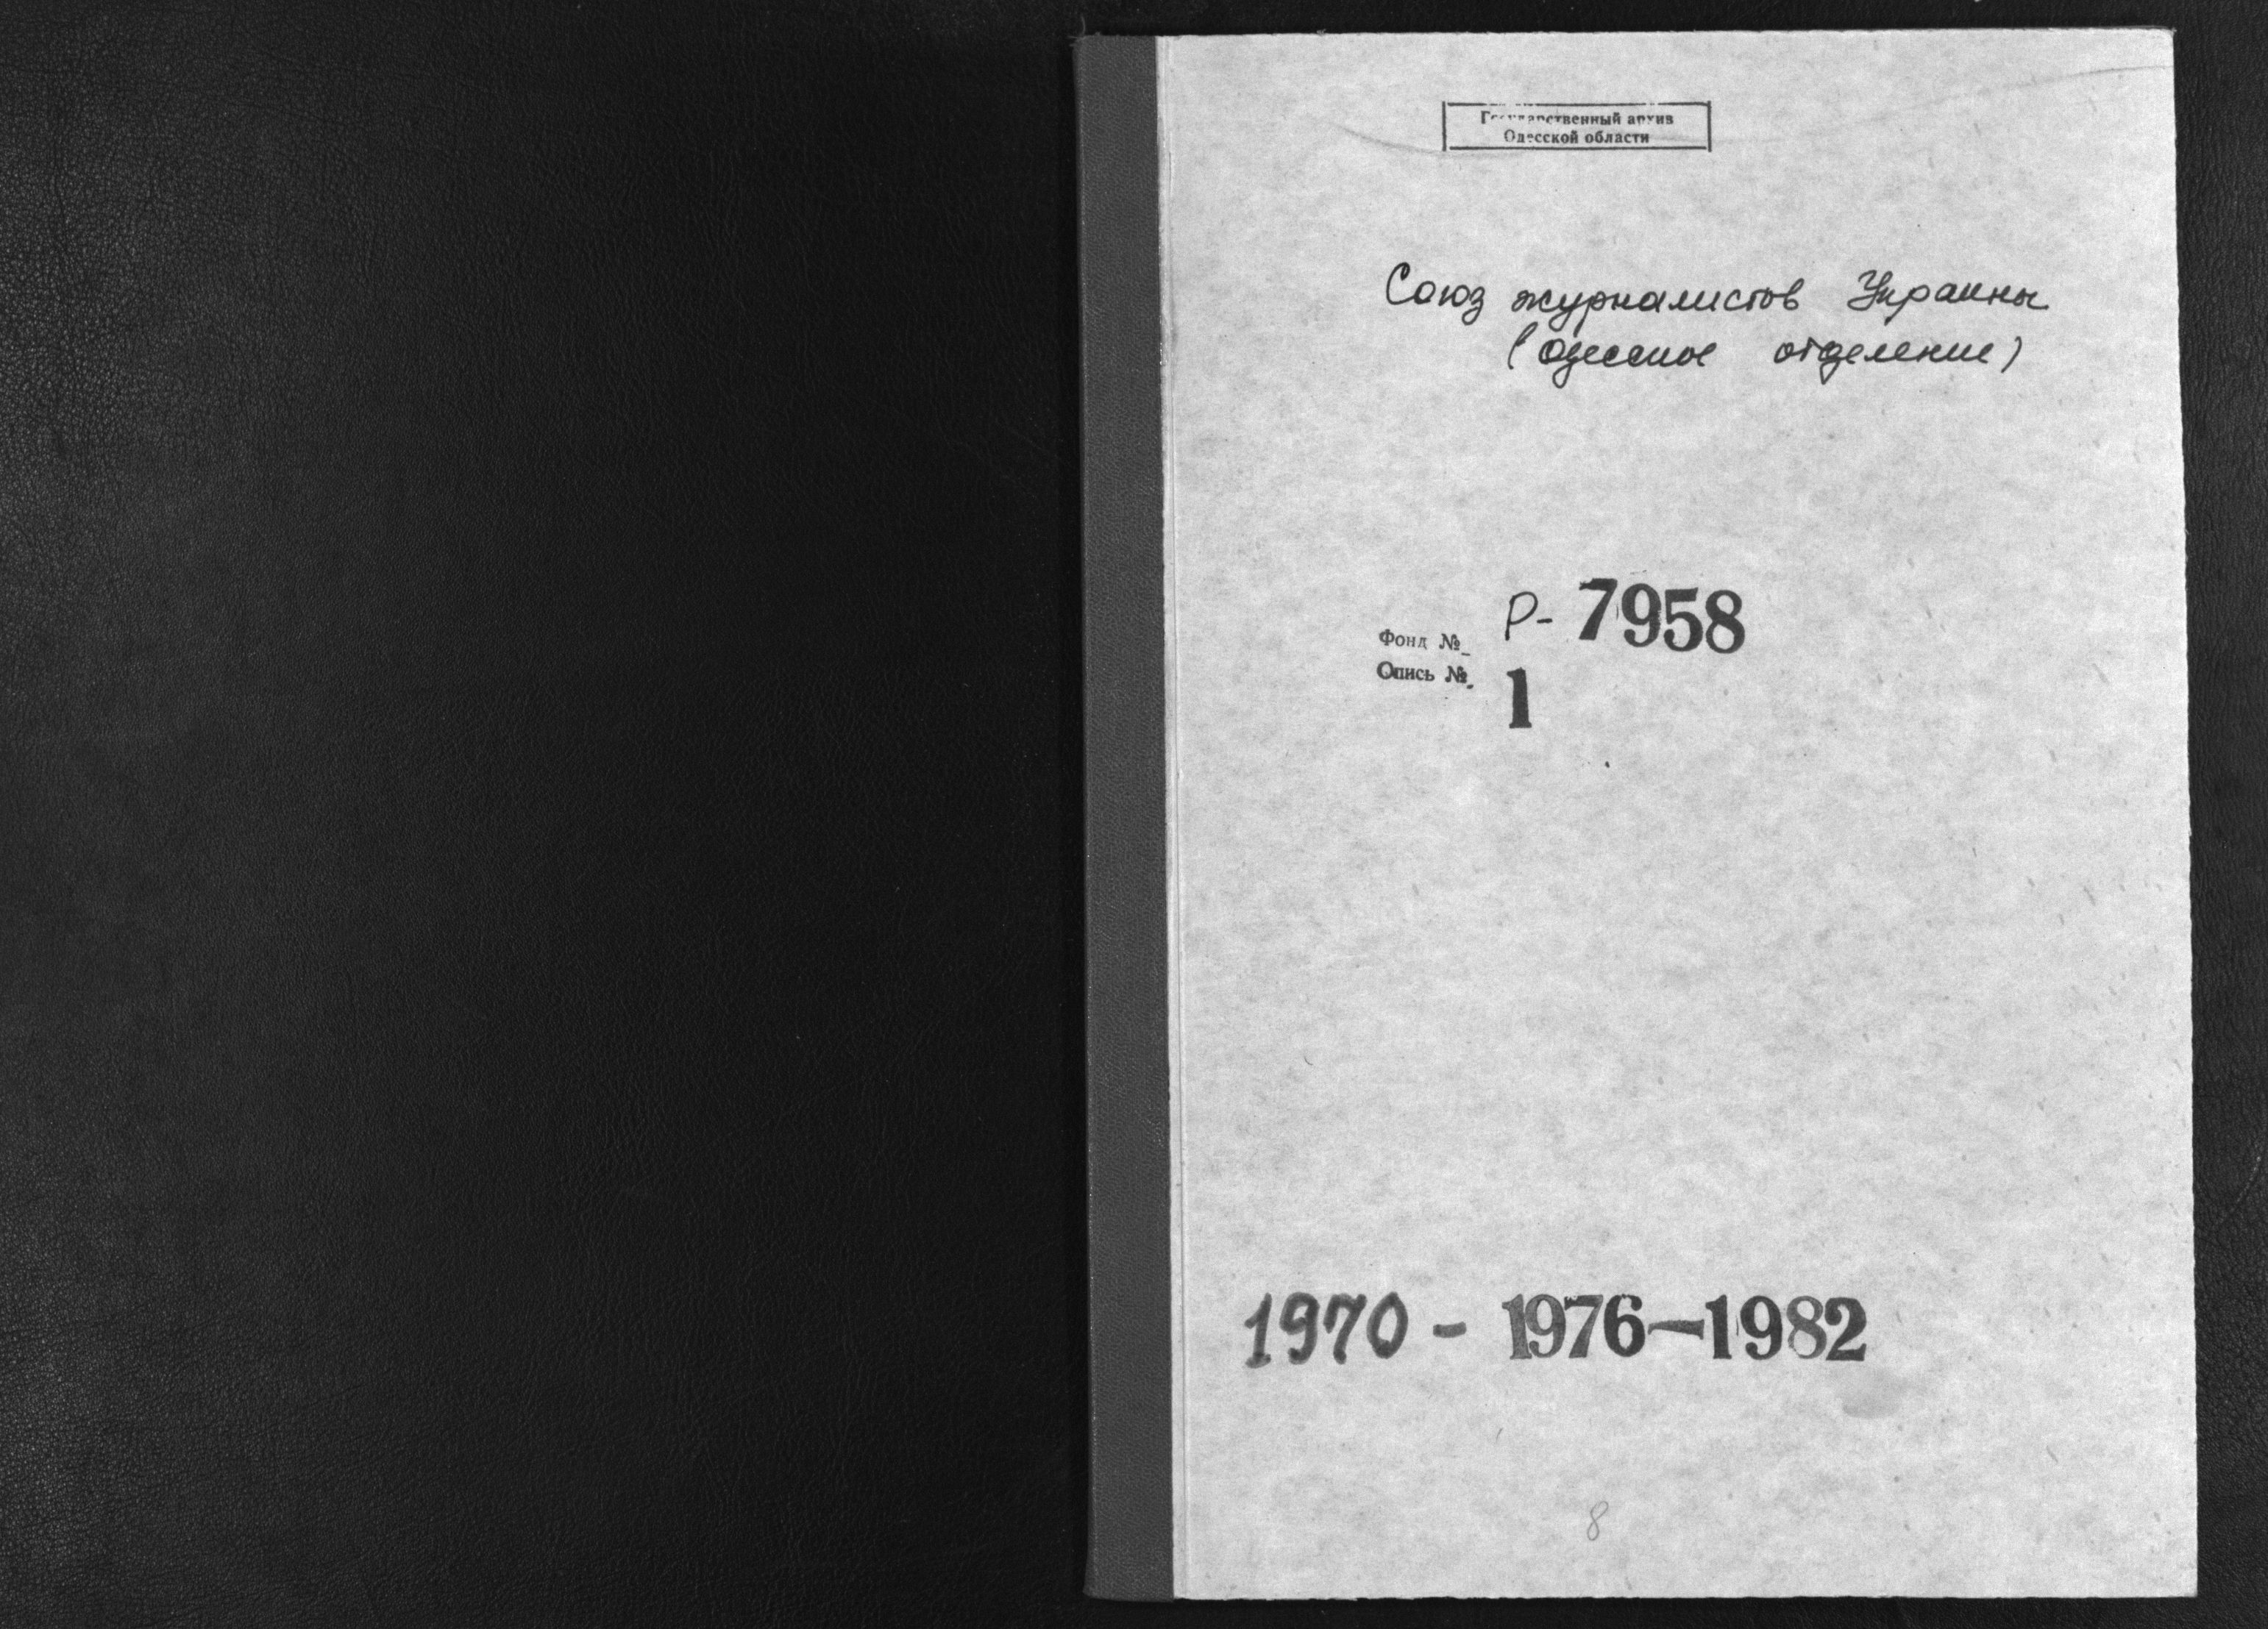 Государственный архив
Одесской области
Союз журналистов Украины
(Одесское отделение)
Фонд № Р-7958
Опись № 1
1970 - 1976-1982
8